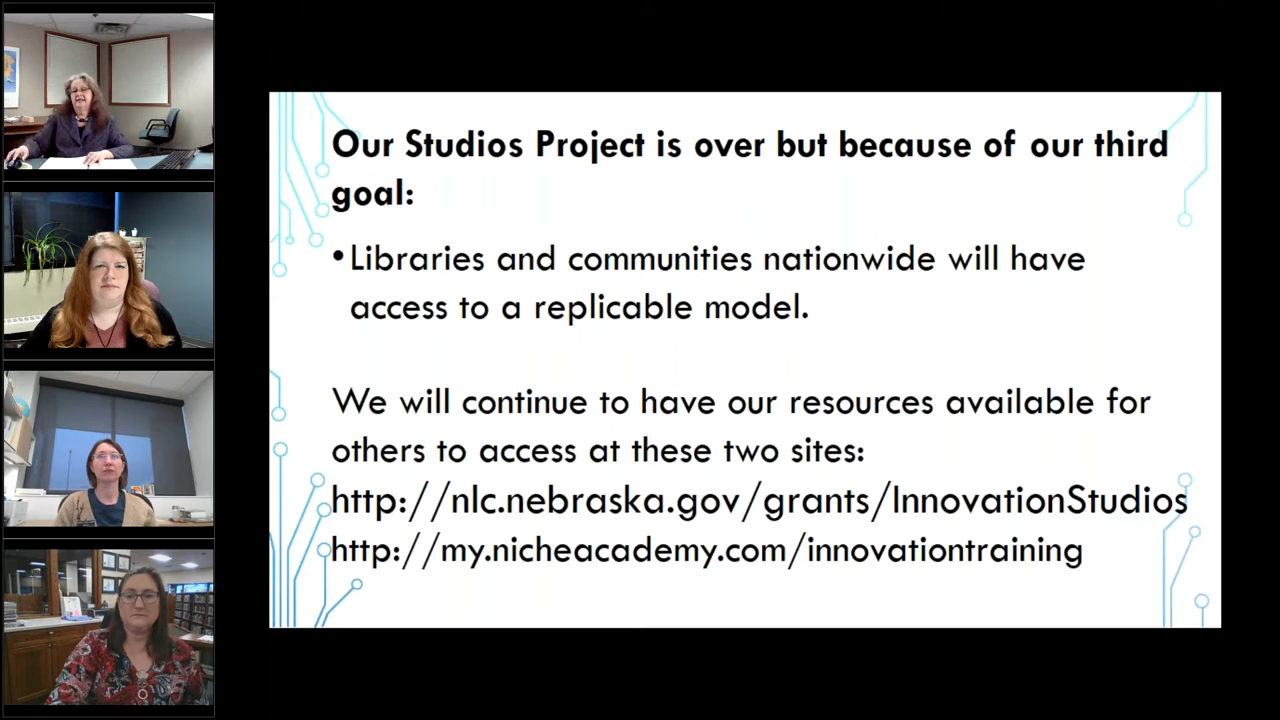 Our Studios Project is over but because of our third
goal:
•Libraries and communities nationwide will have
access to a replicable model.
We will continue to have our resources available for
others to access at these two sites:
http://nlc.nebraska.gov/grants/InnovationStudios
http://my.nicheacademy.com/innovationtraining